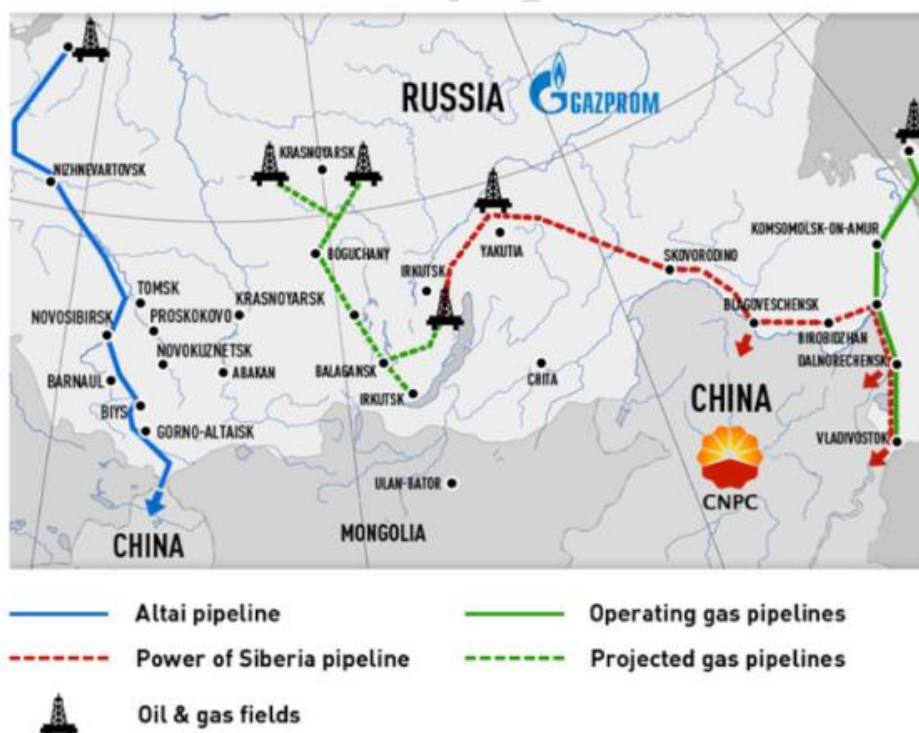 RUSSIA
GAZPROM
KRASNOYARSK
NIZHNEVARTOVSK
KOMSOMOLSK-ON-AMUR
YAKUTIA
BOGUCHANY
SKOVORODINO
IRKUTSK
TOMSK
KRASNOYARSK
BLAGOVESCHENSK
PROSKOKOVO
NOVOSIBIRSK
BIROBIDZHAN
NOVOKUZNETSK
DALNORECHENSK
BALAGANSK
ABAKAN
CHITA
BARNAUL
IRKUTSK
CHINA
BIYS
GORNO-ALTAISK
VLADIVOSTOK
ULAN-BATOR
CNPC
MONGOLIA
CHINA
Altai pipeline
Operating gas pipelines
Power of Siberia pipeline
Projected gas pipelines
Oil & gas fields